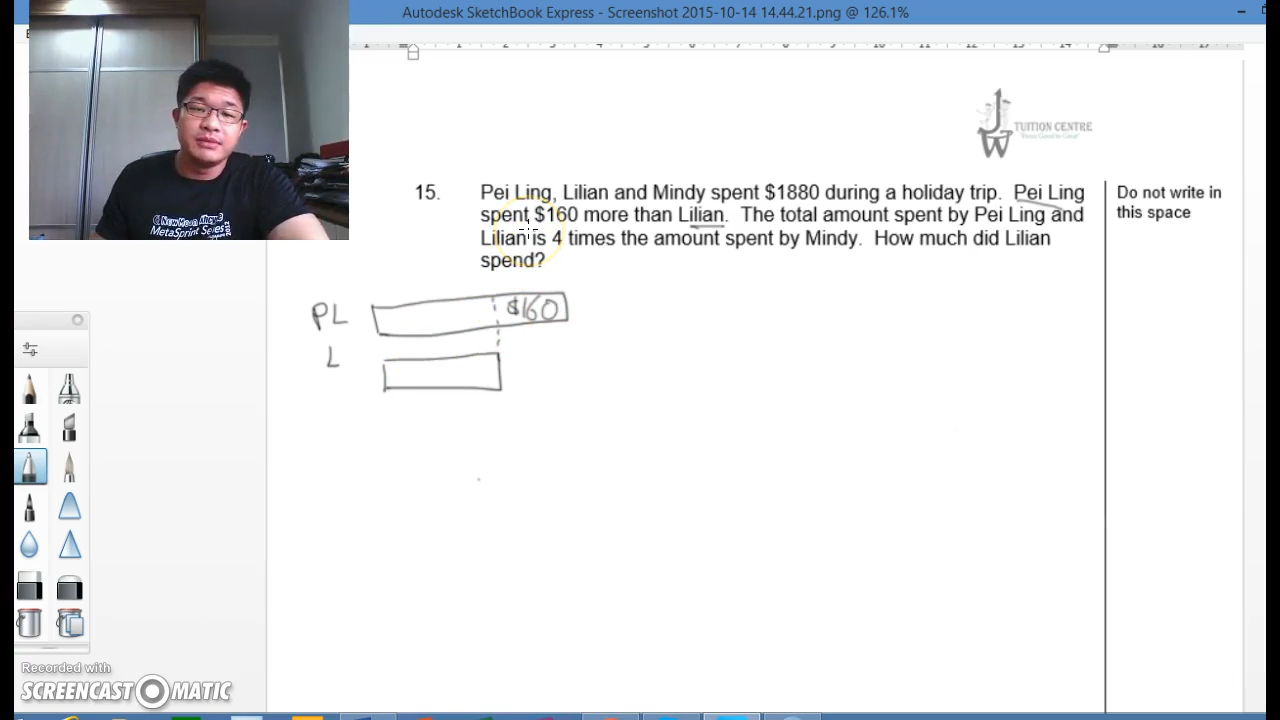 Autodesk SketchBook Express - Screenshot 2015-10-14 14.44.21.png @ 126.1%
JW TUITION CENTRE
15. Pei Ling, Lilian and Mindy spent $1880 during a holiday trip. Pei Ling
spent $160 more than Lilian. The total amount spent by Pei Ling and
Lilian is 4 times the amount spent by Mindy. How much did Lilian
spend?
Do not write in
this space
PL $160
L
MetaSprint Series
Recorded with
SCREENCAST O MATIC